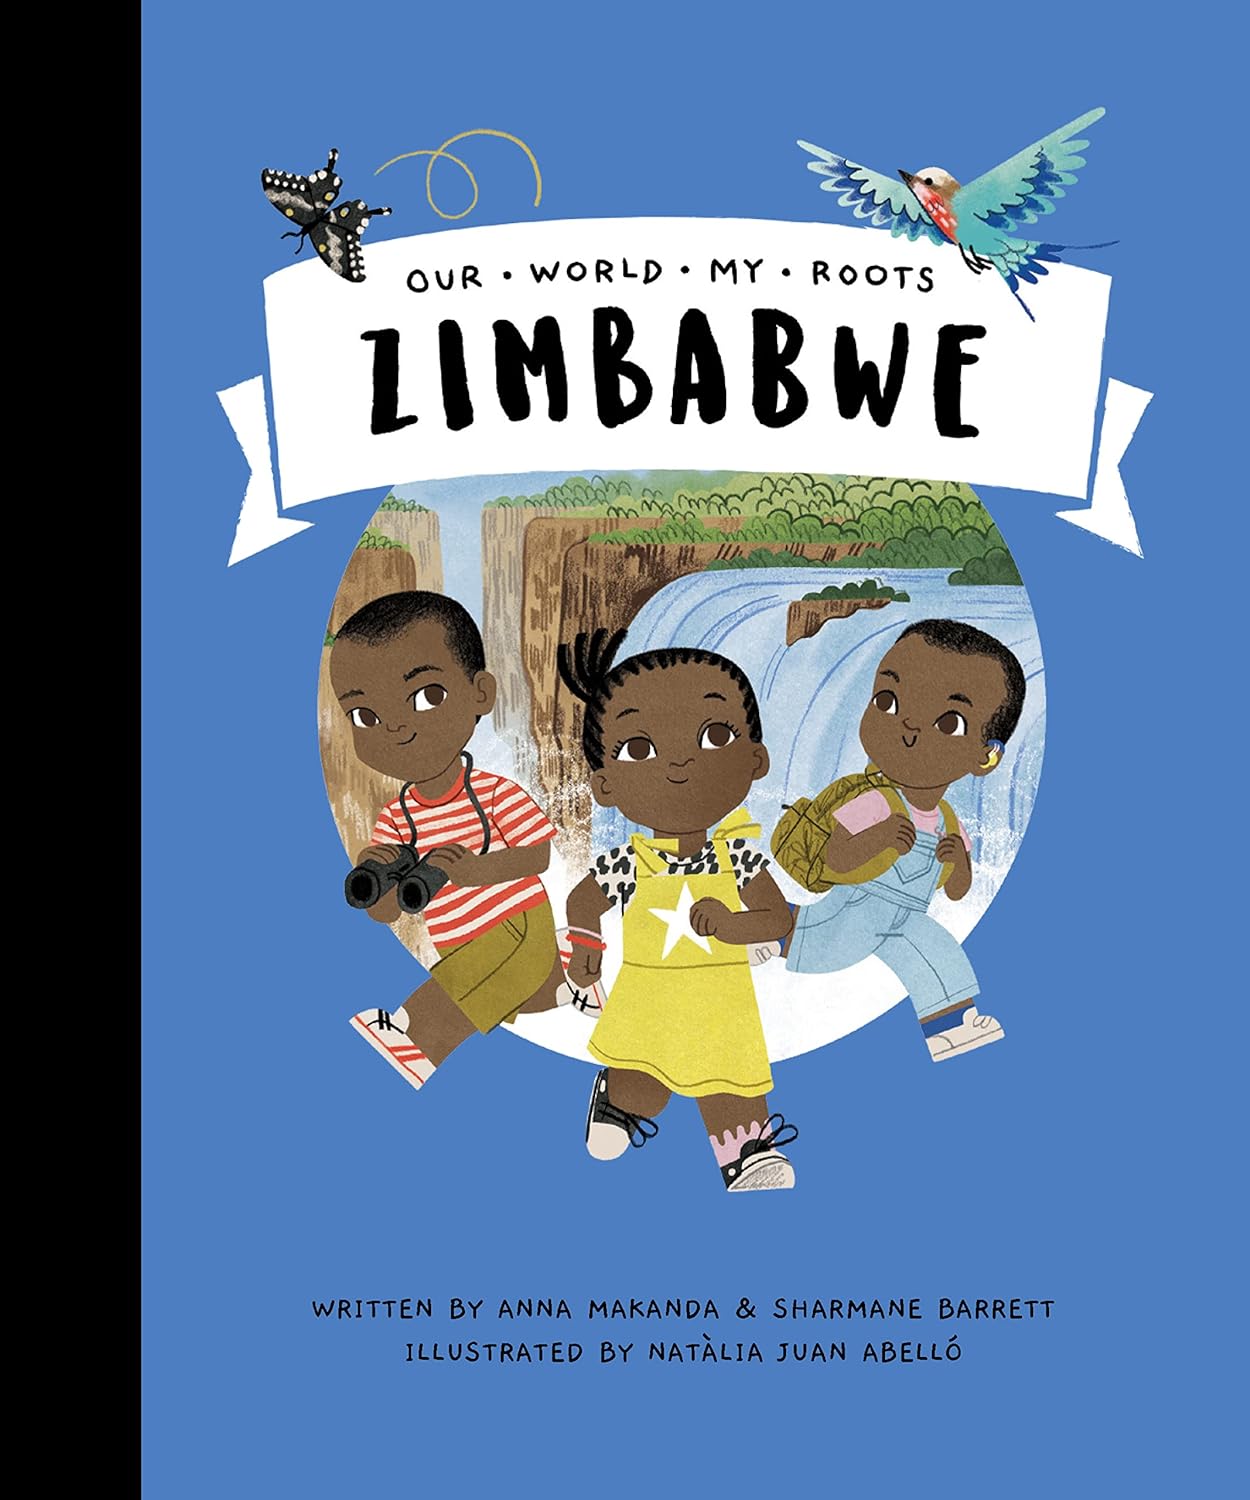 OUR · WORLD · MY · ROOTS
ZIMBABWE
WRITTEN BY ANNA MAKANDA & SHARMANE BARRETT
ILLUSTRATED BY NATÀLIA JUAN ABELLÓ